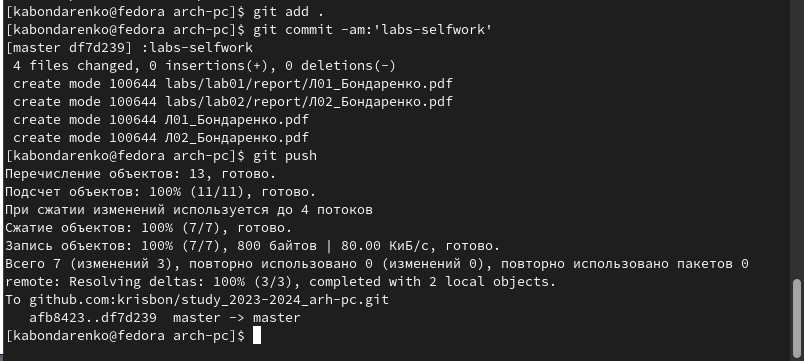 [kabondarenko@fedora arch-pc]$ git add .
[kabondarenko@fedora arch-pc]$ git commit -am:'labs-selfwork'
[master df7d239] :labs-selfwork
 4 files changed, 0 insertions(+), 0 deletions(-)
 create mode 100644 labs/lab01/report/Л01_Бондаренко.pdf
 create mode 100644 labs/lab02/report/Л02_Бондаренко.pdf
 create mode 100644 Л01_Бондаренко.pdf
 create mode 100644 Л02_Бондаренко.pdf
[kabondarenko@fedora arch-pc]$ git push
Перечисление объектов: 13, готово.
Подсчет объектов: 100% (11/11), готово.
При сжатии изменений используется до 4 потоков
Сжатие объектов: 100% (7/7), готово.
Запись объектов: 100% (7/7), 800 байтов | 80.00 КиБ/с, готово.
Всего 7 (изменений 3), повторно использовано 0 (изменений 0), повторно использовано пакетов 0
remote: Resolving deltas: 100% (3/3), completed with 2 local objects.
To github.com:krisbon/study_2023-2024_arh-pc.git
   afb8423..df7d239  master -> master
[kabondarenko@fedora arch-pc]$